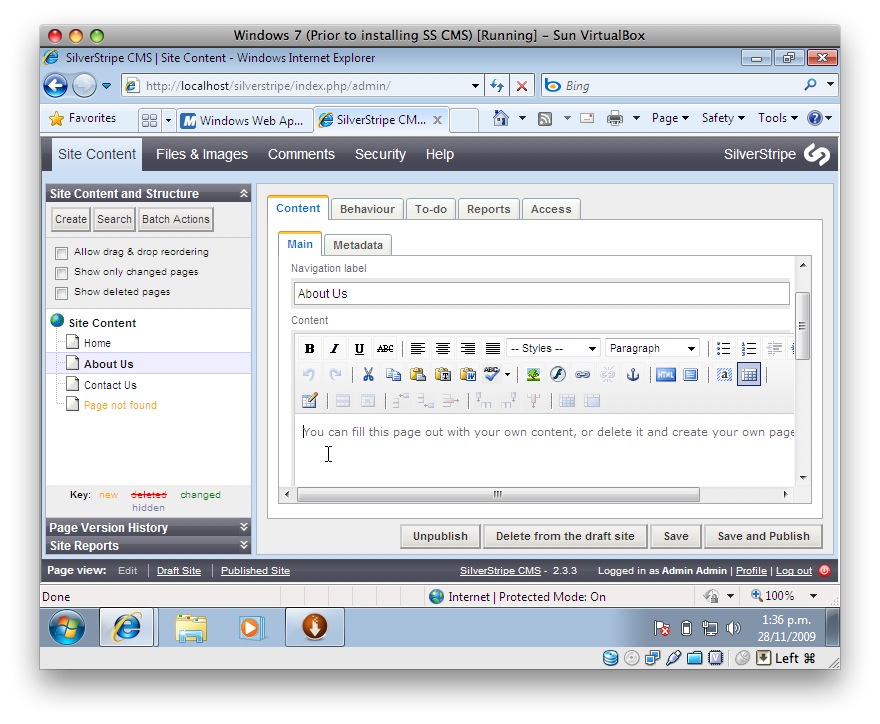 Windows 7 (Prior to installing SS CMS) [Running] – Sun VirtualBox
SilverStripe CMS | Site Content - Windows Internet Explorer
http://localhost/silverstripe/index.php/admin/
Bing
Favorites
Windows Web Ap...
SilverStripe CM...
Page
Safety
Tools
Site Content
Files & Images
Comments
Security
Help
SilverStripe
Site Content and Structure
Create
Search
Batch Actions
Allow drag & drop reordering
Show only changed pages
Show deleted pages
Site Content
Home
About Us
Contact Us
Page not found
Key: new deleted changed
hidden
Page Version History
Site Reports
Content
Behaviour
To-do
Reports
Access
Main
Metadata
Navigation label
About Us
Content
B I U ABC
-- Styles --
Paragraph
ABC
HTML
You can fill this page out with your own content, or delete it and create your own page
Unpublish
Delete from the draft site
Save
Save and Publish
Page view: Edit | Draft Site | Published Site
SilverStripe CMS - 2.3.3
Logged in as Admin Admin | Profile | Log out
Done
Internet | Protected Mode: On
100%
1:36 p.m.
28/11/2009
Left ⌘